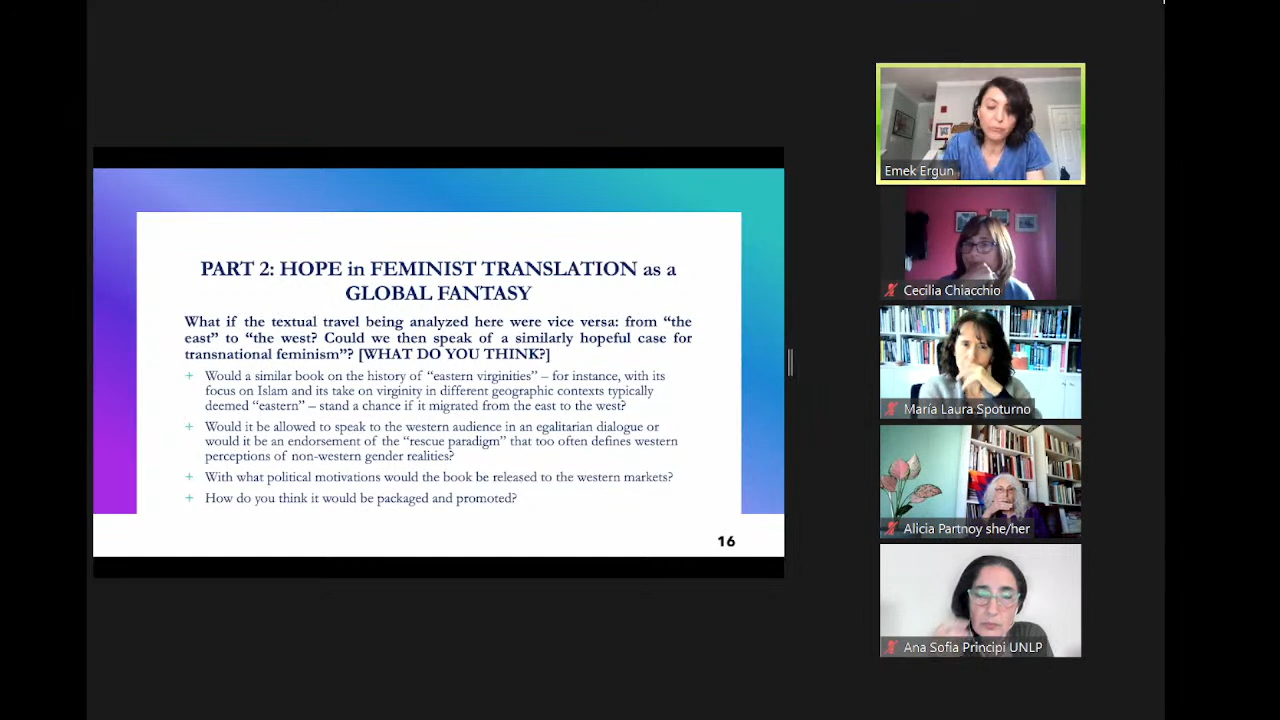 PART 2: HOPE in FEMINIST TRANSLATION as a
GLOBAL FANTASY
What if the textual travel being analyzed here were vice versa: from “the
east” to “the west? Could we then speak of a similarly hopeful case for
transnational feminism”? [WHAT DO YOU THINK?]
+ Would a similar book on the history of “eastern virginities” – for instance, with its
focus on Islam and its take on virginity in different geographic contexts typically
deemed “eastern” – stand a chance if it migrated from the east to the west?
+ Would it be allowed to speak to the western audience in an egalitarian dialogue or
would it be an endorsement of the “rescue paradigm” that too often defines western
perceptions of non-western gender realities?
+ With what political motivations would the book be released to the western markets?
+ How do you think it would be packaged and promoted?
16
Emek Ergun
Cecilia Chiacchio
María Laura Spoturno
Alicia Partnoy she/her
Ana Sofia Principi UNLP